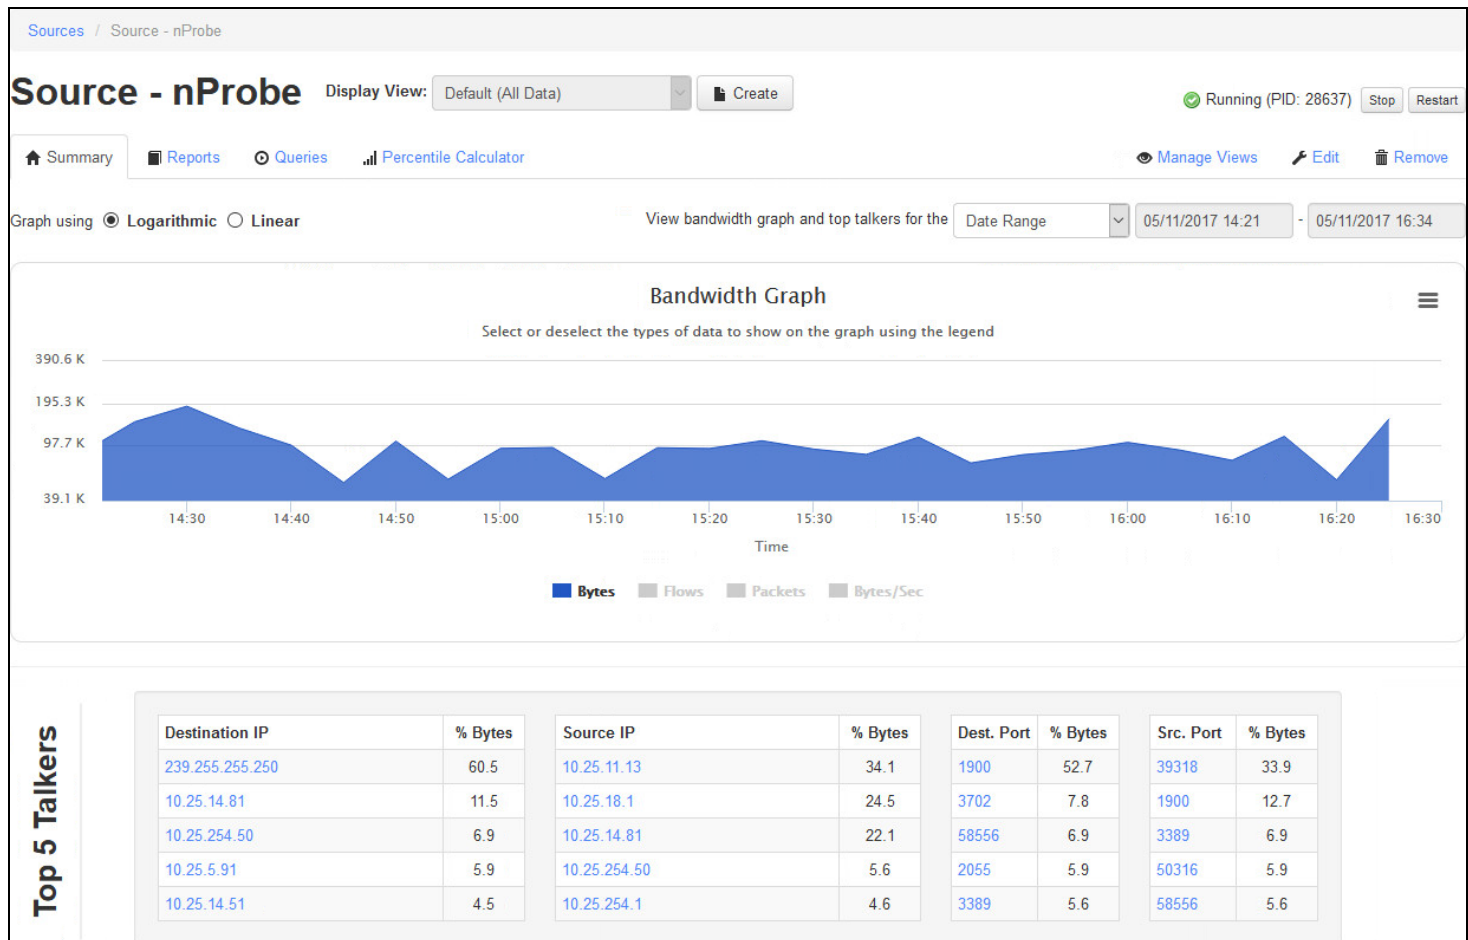 Sources / Source - nProbe
Source - nProbe Display View: Default (All Data) Create Running (PID: 28637) Stop Restart
Summary Reports Queries Percentile Calculator Manage Views Edit Remove
Graph using Logarithmic Linear View bandwidth graph and top talkers for the Date Range 05/11/2017 14:21 - 05/11/2017 16:34
Bandwidth Graph
Select or deselect the types of data to show on the graph using the legend
390.6 K
195.3 K
97.7 K
39.1 K
14:30 14:40 14:50 15:00 15:10 15:20 15:30 15:40 15:50 16:00 16:10 16:20 16:30
Time
Bytes Flows Packets Bytes/Sec
Top 5 Talkers
Destination IP % Bytes Source IP % Bytes Dest. Port % Bytes Src. Port % Bytes
239.255.255.250 60.5 10.25.11.13 34.1 1900 52.7 39318 33.9
10.25.14.81 11.5 10.25.18.1 24.5 3702 7.8 1900 12.7
10.25.254.50 6.9 10.25.14.81 22.1 58556 6.9 3389 6.9
10.25.5.91 5.9 10.25.254.50 5.6 2055 5.9 50316 5.9
10.25.14.51 4.5 10.25.254.1 4.6 3389 5.6 58556 5.6